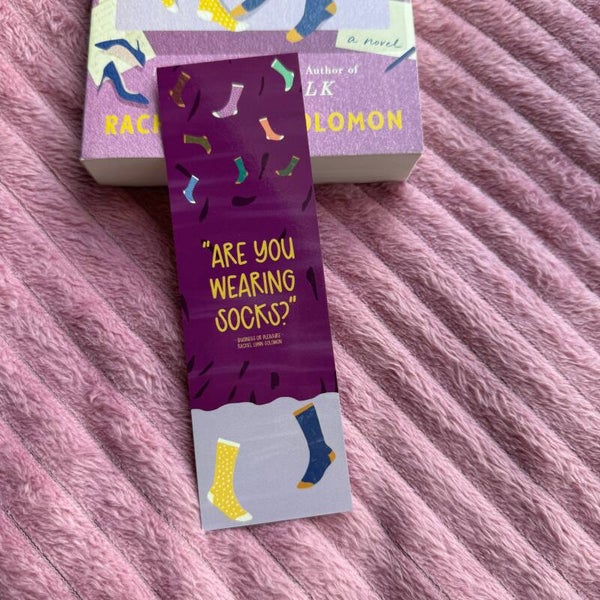 a novel
Author of
LK
RACH OLOMON
"ARE YOU
WEARING
SOCKS?"
- BUSINESS OR PLEASURE
RACHEL LYNN SOLOMON